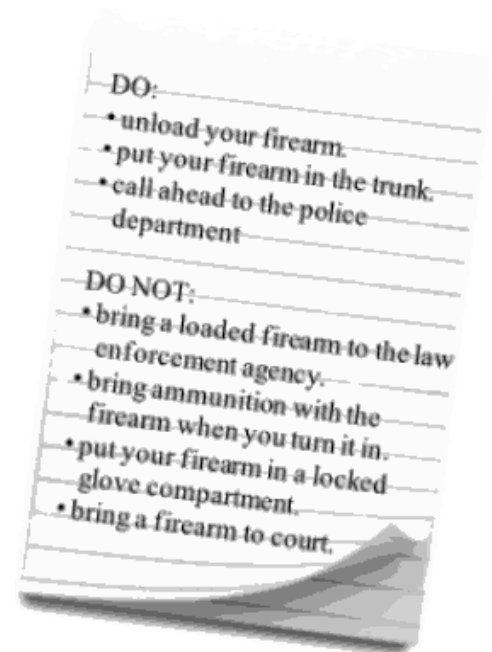 DO:
• unload your firearm.
• put your firearm in the trunk.
• call ahead to the police
department
DO NOT:
• bring a loaded firearm to the law
enforcement agency.
• bring ammunition with the
firearm when you turn it in.
• put your firearm in a locked
glove compartment.
• bring a firearm to court.